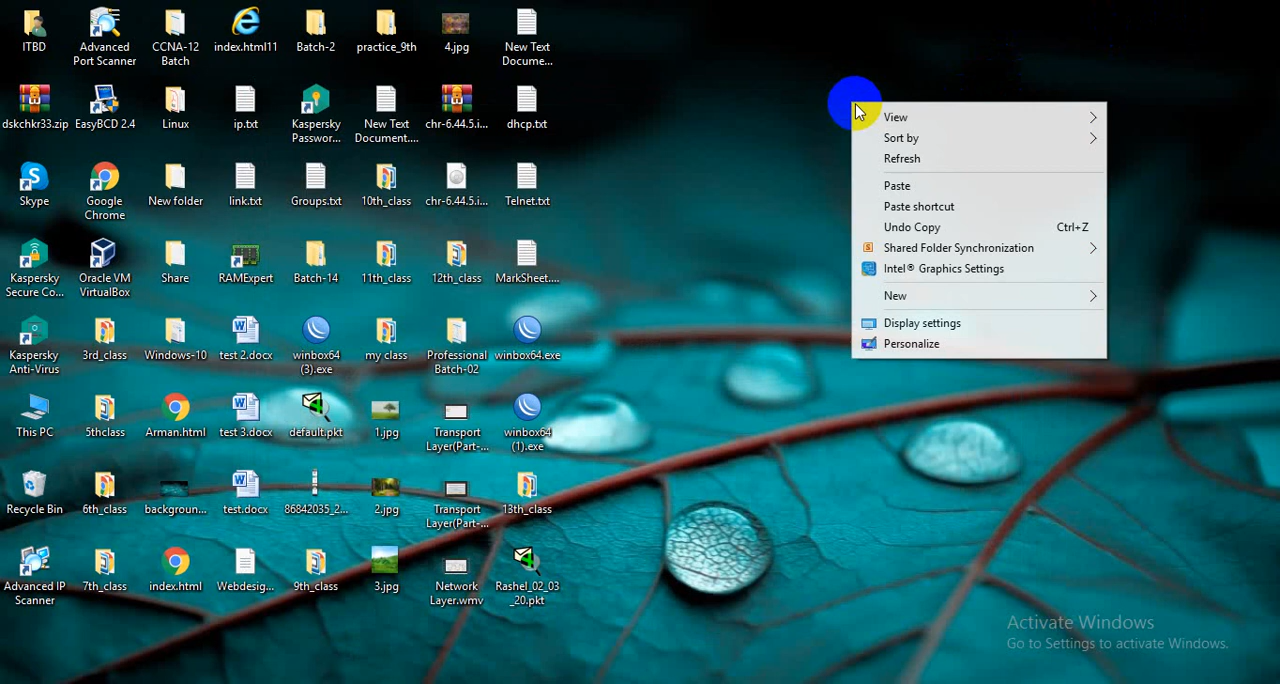 ITBD
Advanced
Port Scanner
CCNA-12
Batch
index.html11
Batch-2
practice_9th
4.jpg
New Text
Docume...
dskchkr33.zip
EasyBCD 2.4
Linux
ip.txt
Kaspersky
Passwor...
New Text
Document....
chr-6.44.5.i...
dhcp.txt
Skype
Google
Chrome
New folder
link.txt
Groups.txt
10th_class
chr-6.44.5.i...
Telnet.txt
Kaspersky
Secure Co...
Oracle VM
VirtualBox
Share
RAMExpert
Batch-14
11th_class
12th_class
MarkSheet....
Kaspersky
Anti-Virus
3rd_class
Windows-10
test 2.docx
winbox64
(3).exe
my class
Professional
Batch-02
winbox64.exe
This PC
5thclass
Arman.html
test 3.docx
default.pkt
1.jpg
Transport
Layer(Part-...
winbox64
(1).exe
Recycle Bin
6th_class
backgroun...
test.docx
86842035_2...
2.jpg
Transport
Layer(Part-...
13th_class
Advanced IP
Scanner
7th_class
index.html
Webdesig...
9th_class
3.jpg
Network
Layer.wmv
Rashel_02_03
_20.pkt
View
Sort by
Refresh
Paste
Paste shortcut
Undo Copy Ctrl+Z
Shared Folder Synchronization
Intel® Graphics Settings
New
Display settings
Personalize
Activate Windows
Go to Settings to activate Windows.